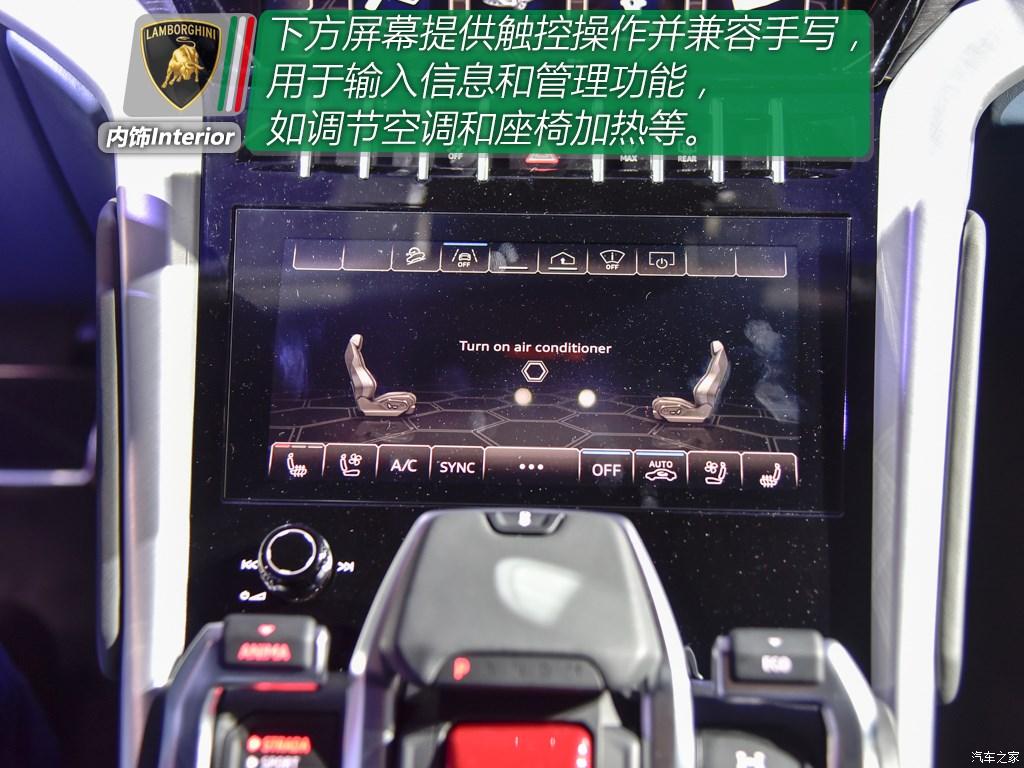 LAMBORGHINI
内饰Interior
下方屏幕提供触控操作并兼容手写，
用于输入信息和管理功能，
如调节空调和座椅加热等。
OFF
MAX
REAR
OFF
OFF
Turn on air conditioner
A/C
SYNC
•••
OFF
AUTO
ANIMA
P
STRADA
SPORT
汽车之家